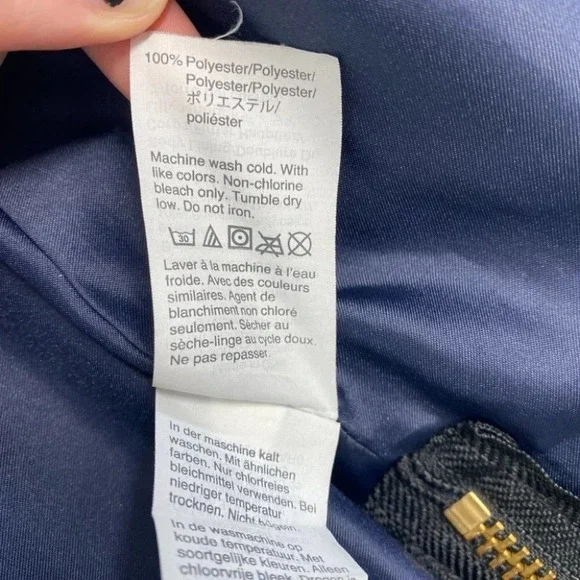 100% Polyester/Polyester/
Polyester/Polyester/
ポリエステル/
poliéster
Machine wash cold. With
like colors. Non-chlorine
bleach only. Tumble dry
low. Do not iron.
30
Laver à la machine à l'eau
froide. Avec des couleurs
similaires. Agent de
blanchiment non chloré
seulement. Sècher au
sèche-linge au cycle doux.
Ne pas repasser.
In der maschine kalt
waschen. Mit ähnlichen
farben. Nur chlorfreies
bleichmittel verwenden. Bei
niedriger temperatur
trocknen. Nicht bügeln.
In de wasmachine op
koude temperatuur. Met
soortgelijke kleuren. Alleen
chloorvrije bleek.